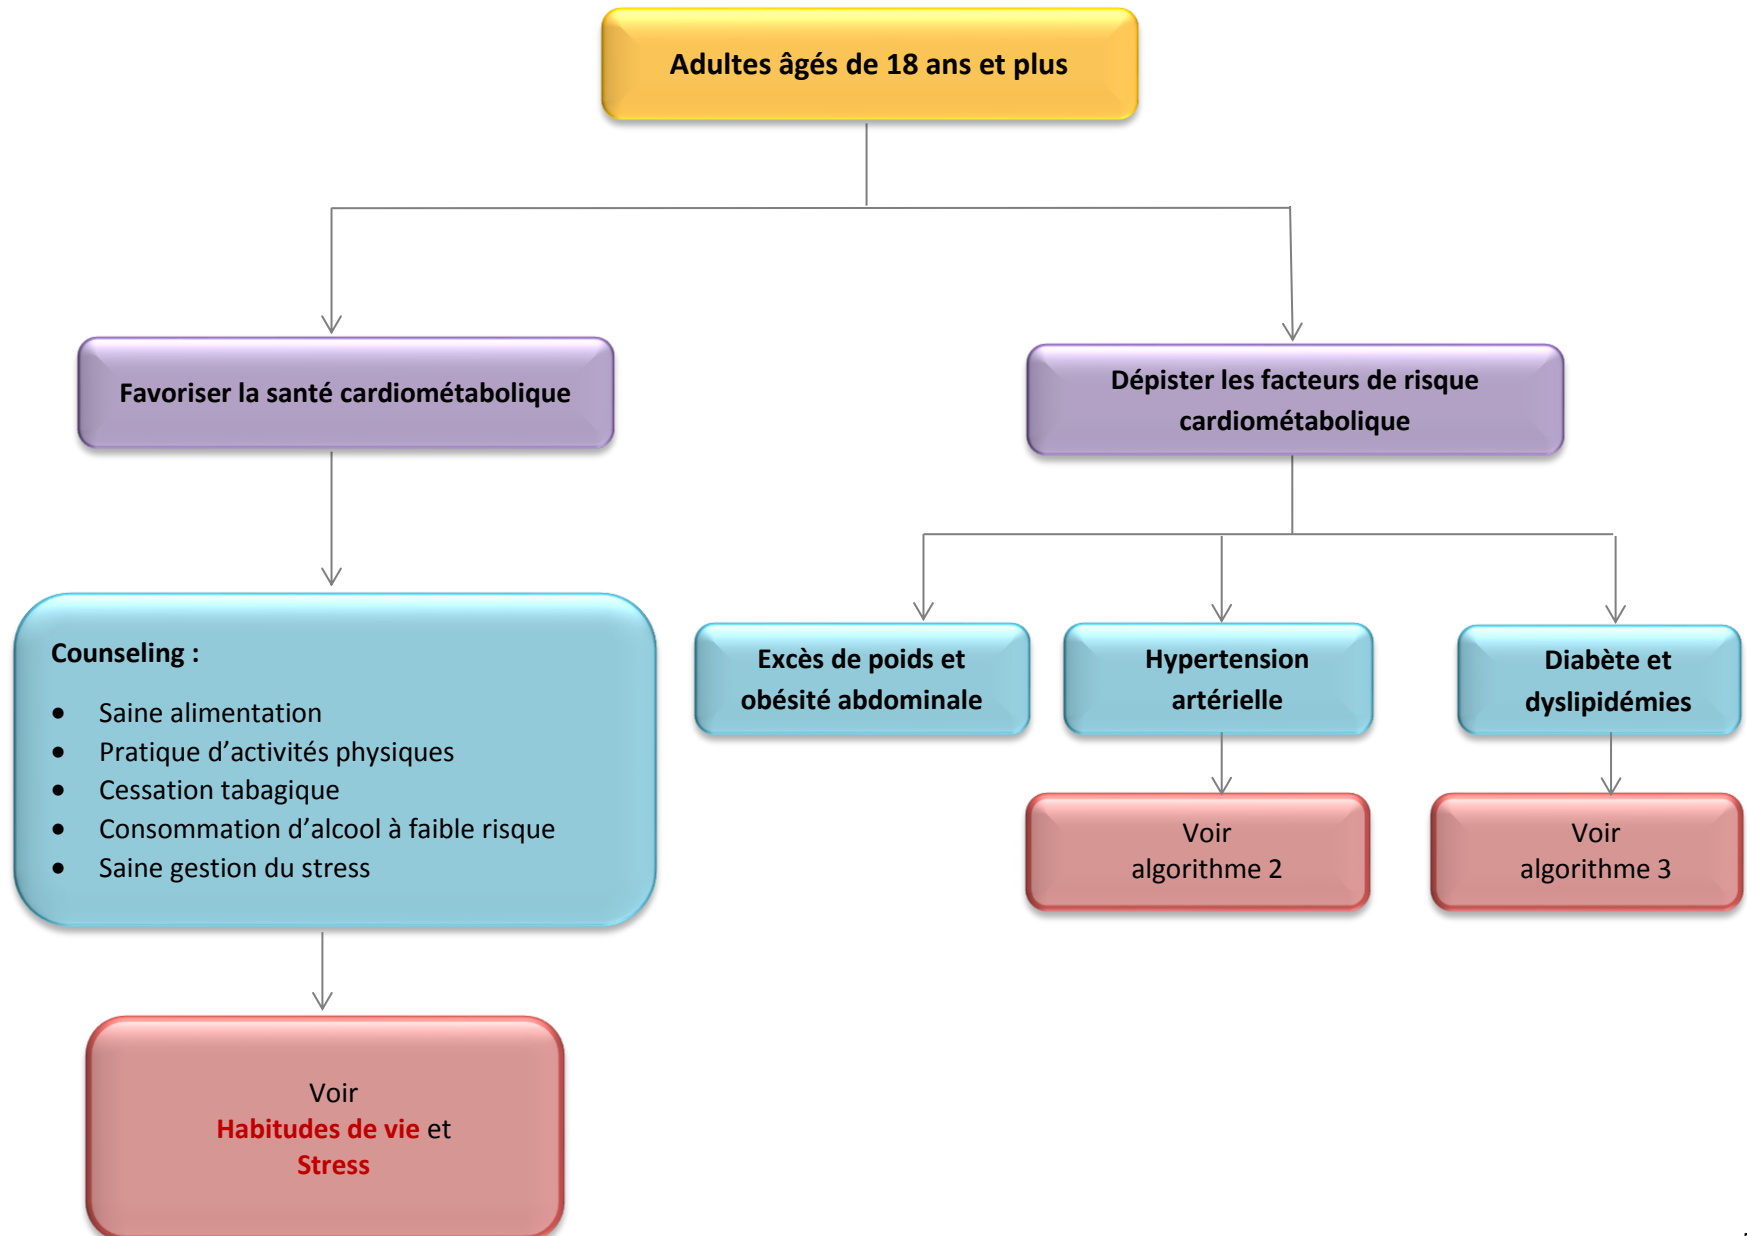 Adultes âgés de 18 ans et plus
Favoriser la santé cardiométabolique
Dépister les facteurs de risque
cardiométabolique
Counseling :
• Saine alimentation
• Pratique d’activités physiques
• Cessation tabagique
• Consommation d’alcool à faible risque
• Saine gestion du stress
Excès de poids et
obésité abdominale
Hypertension
artérielle
Diabète et
dyslipidémies
Voir
algorithme 2
Voir
algorithme 3
Voir
Habitudes de vie et
Stress